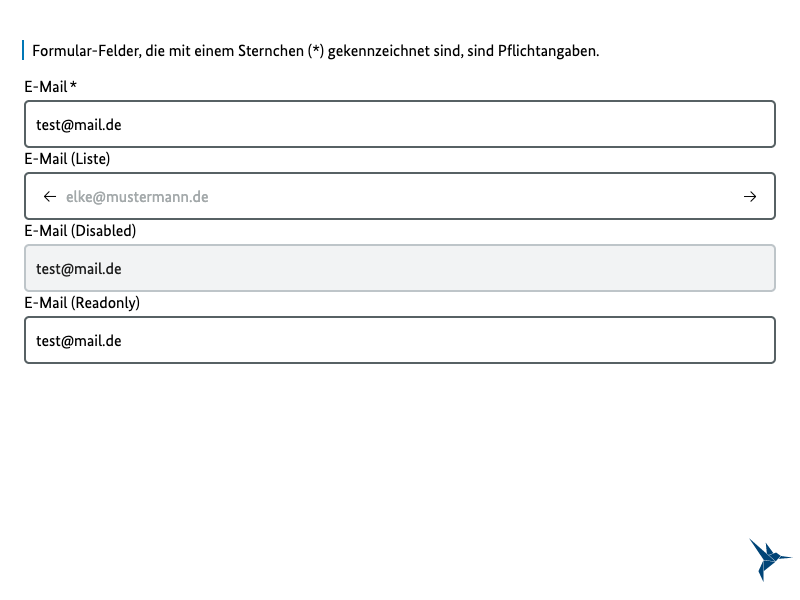 Formular-Felder, die mit einem Sternchen (*) gekennzeichnet sind, sind Pflichtangaben.
E-Mail *
test@mail.de
E-Mail (Liste)
elke@mustermann.de
E-Mail (Disabled)
test@mail.de
E-Mail (Readonly)
test@mail.de